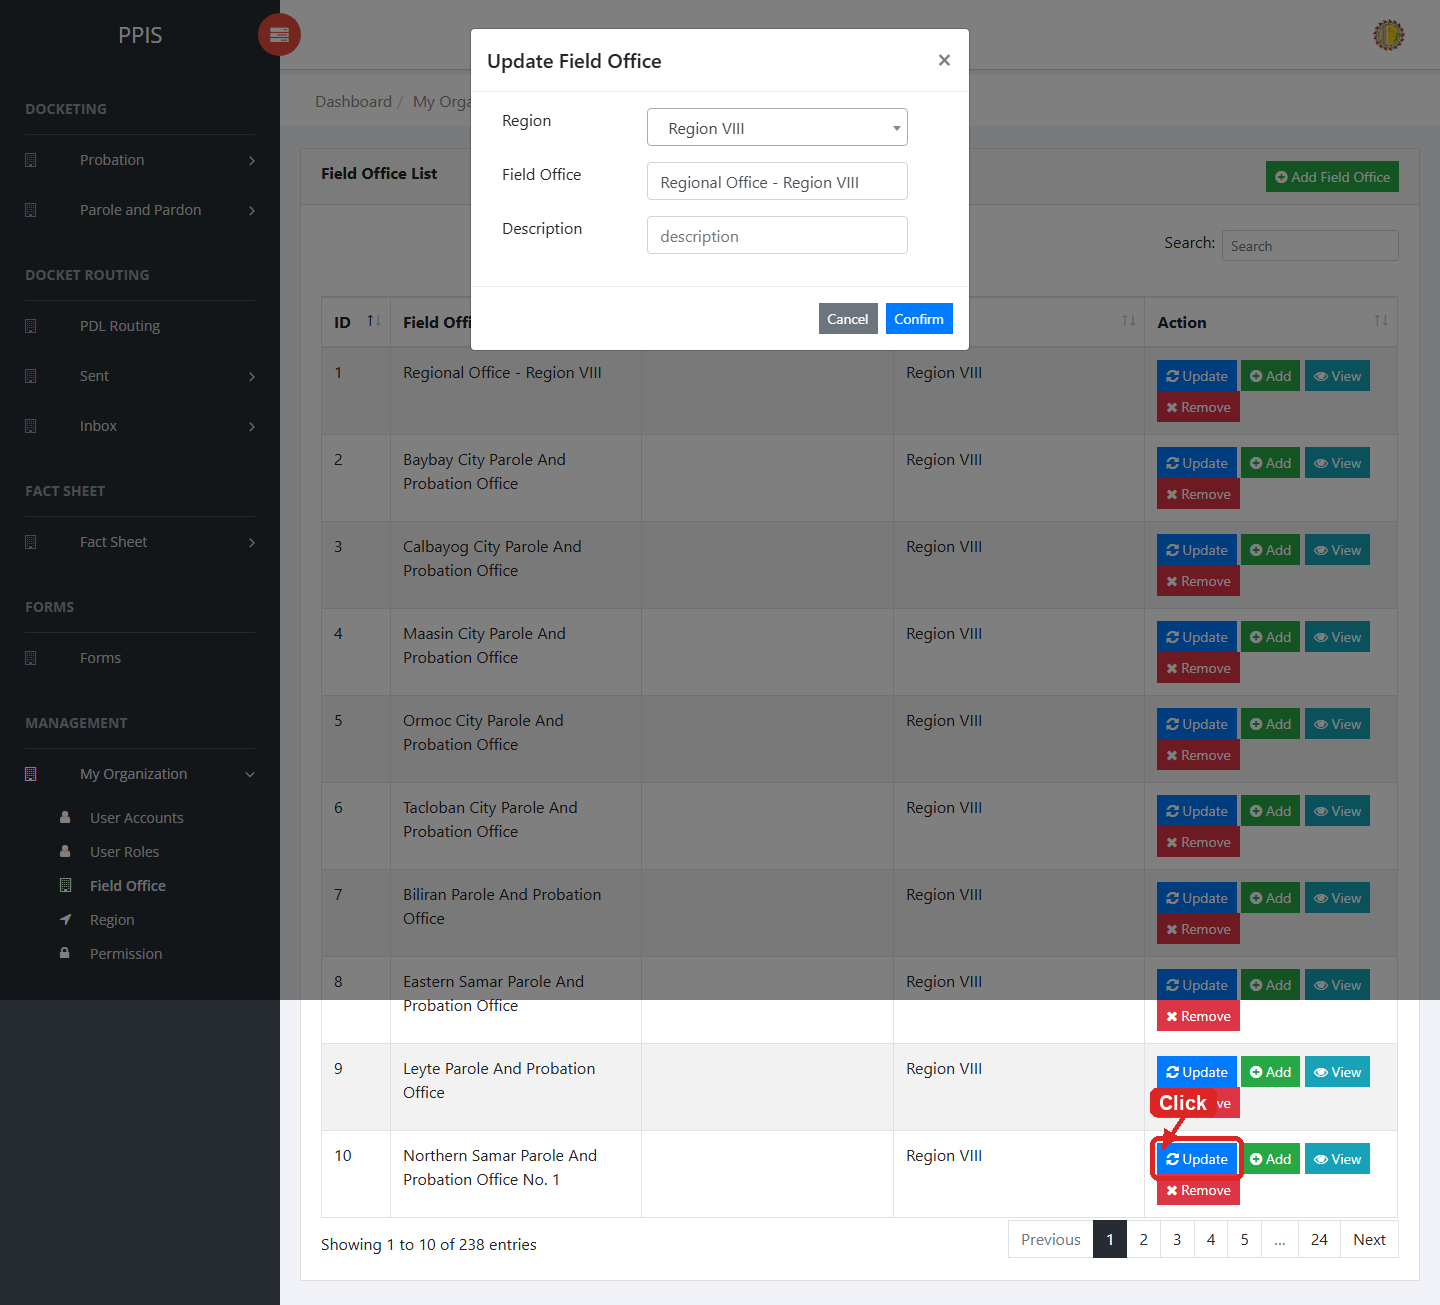 PPIS
DOCKETING
Probation
Parole and Pardon
DOCKET ROUTING
PDL Routing
Sent
Inbox
FACT SHEET
Fact Sheet
FORMS
Forms
MANAGEMENT
My Organization
User Accounts
User Roles
Field Office
Region
Permission
Dashboard / My Orga
Update Field Office ×
Region Region VIII
Field Office Regional Office - Region VIII
Description description
Cancel Confirm
Field Office List Add Field Office
Search: Search
ID Field Offi Action
1 Regional Office - Region VIII Region VIII Update Add View
Remove
2 Baybay City Parole And Region VIII Update Add View
Probation Office Remove
3 Calbayog City Parole And Region VIII Update Add View
Probation Office Remove
4 Maasin City Parole And Region VIII Update Add View
Probation Office Remove
5 Ormoc City Parole And Region VIII Update Add View
Probation Office Remove
6 Tacloban City Parole And Region VIII Update Add View
Probation Office Remove
7 Biliran Parole And Probation Region VIII Update Add View
Office Remove
8 Eastern Samar Parole And Region VIII Update Add View
Probation Office Remove
9 Leyte Parole And Probation Region VIII Update Add View
Office Click ve
10 Northern Samar Parole And Region VIII Update Add View
Probation Office No. 1 Remove
Showing 1 to 10 of 238 entries Previous 1 2 3 4 5 ... 24 Next